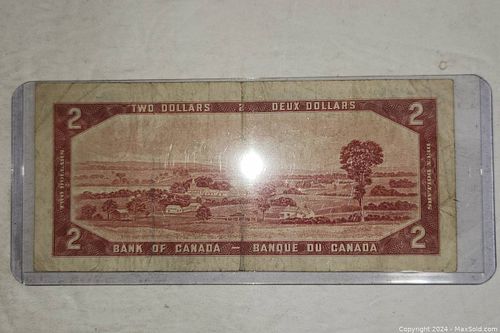 TWO DOLLARS 2 DEUX DOLLARS
2 2
TWO DOLLARS
DEUX DOLLARS
2 2
BANK OF CANADA — BANQUE DU CANADA
Copyright 2024 - MaxSold.com